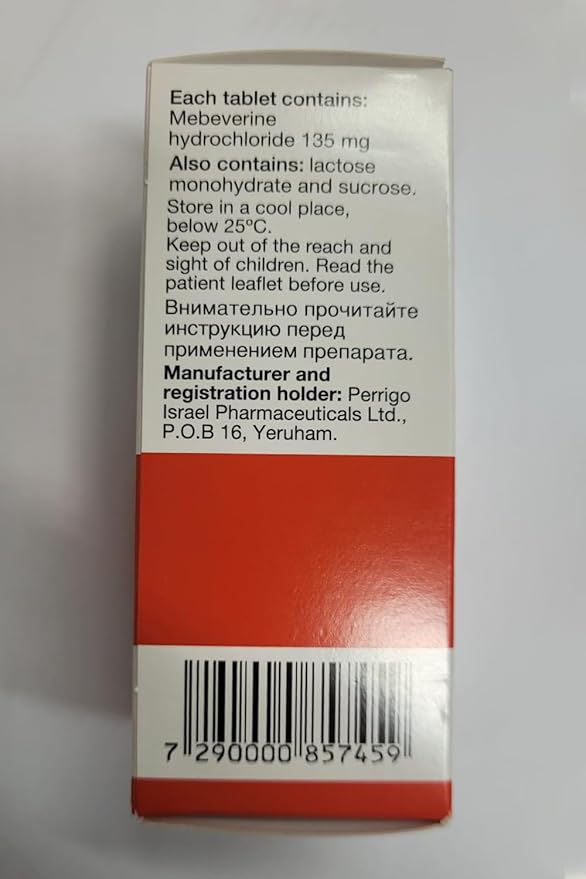 Each tablet contains:
Mebeverine
hydrochloride 135 mg
Also contains: lactose
monohydrate and sucrose.
Store in a cool place,
below 25ºC.
Keep out of the reach and
sight of children. Read the
patient leaflet before use.
Внимательно прочитайте
инструкцию перед
применением препарата.
Manufacturer and
registration holder: Perrigo
Israel Pharmaceuticals Ltd.,
P.O.B 16, Yeruham.
7 290000 857459